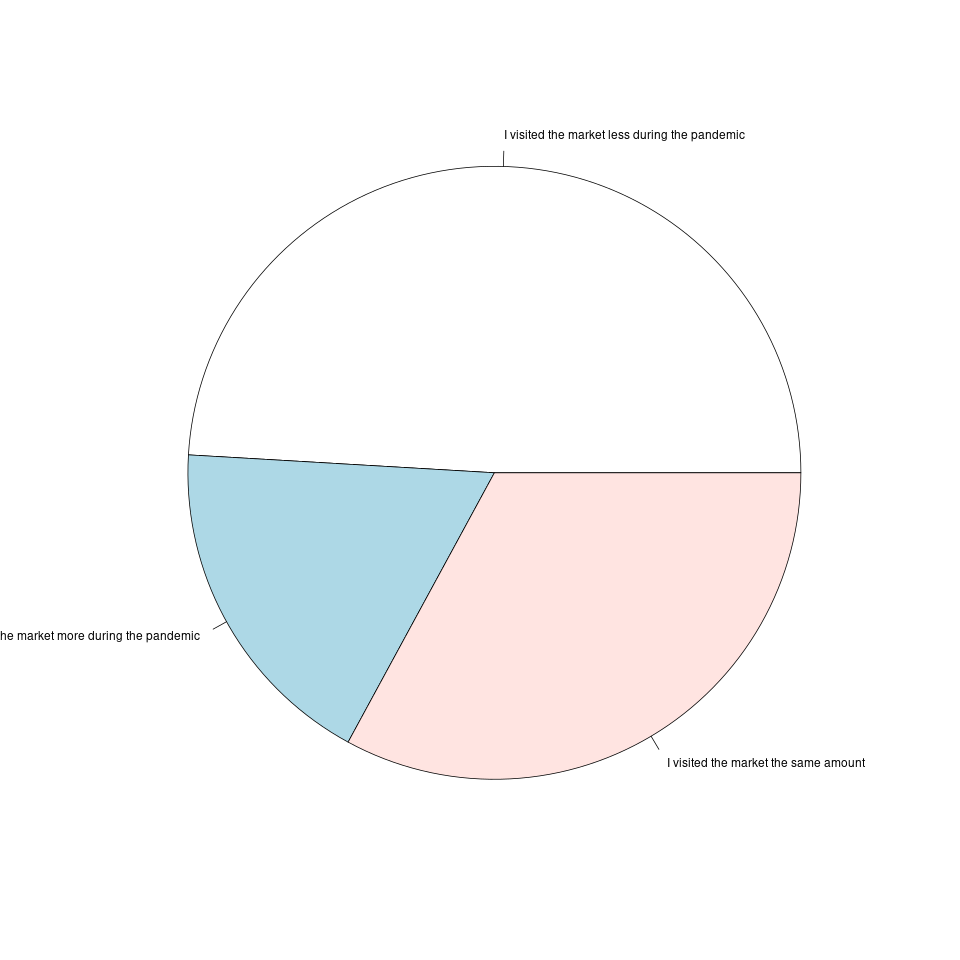 I visited the market less during the pandemic
he market more during the pandemic
I visited the market the same amount